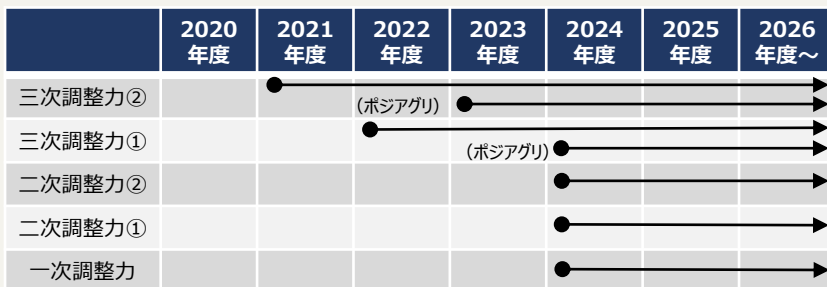 2020 2021 2022 2023 2024 2025 2026
年度 年度 年度 年度 年度 年度 年度～
三次調整力②
(ポジアグリ)
三次調整力①
(ポジアグリ)
二次調整力②
二次調整力①
一次調整力